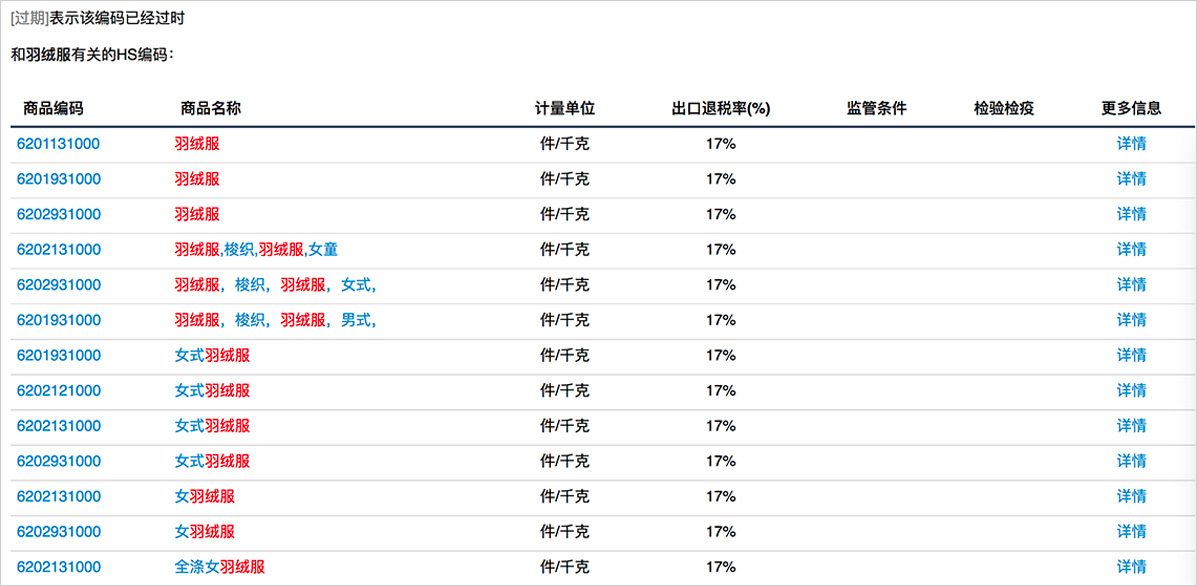 [过期]表示该编码已经过时
和羽绒服有关的HS编码：
商品编码 商品名称 计量单位 出口退税率(%) 监管条件 检验检疫 更多信息
6201131000 羽绒服 件/千克 17% 详情
6201931000 羽绒服 件/千克 17% 详情
6202931000 羽绒服 件/千克 17% 详情
6202131000 羽绒服,梭织,羽绒服,女童 件/千克 17% 详情
6202931000 羽绒服，梭织，羽绒服，女式， 件/千克 17% 详情
6201931000 羽绒服，梭织，羽绒服，男式， 件/千克 17% 详情
6201931000 女式羽绒服 件/千克 17% 详情
6202121000 女式羽绒服 件/千克 17% 详情
6202131000 女式羽绒服 件/千克 17% 详情
6202931000 女式羽绒服 件/千克 17% 详情
6202131000 女羽绒服 件/千克 17% 详情
6202931000 女羽绒服 件/千克 17% 详情
6202131000 全涤女羽绒服 件/千克 17% 详情